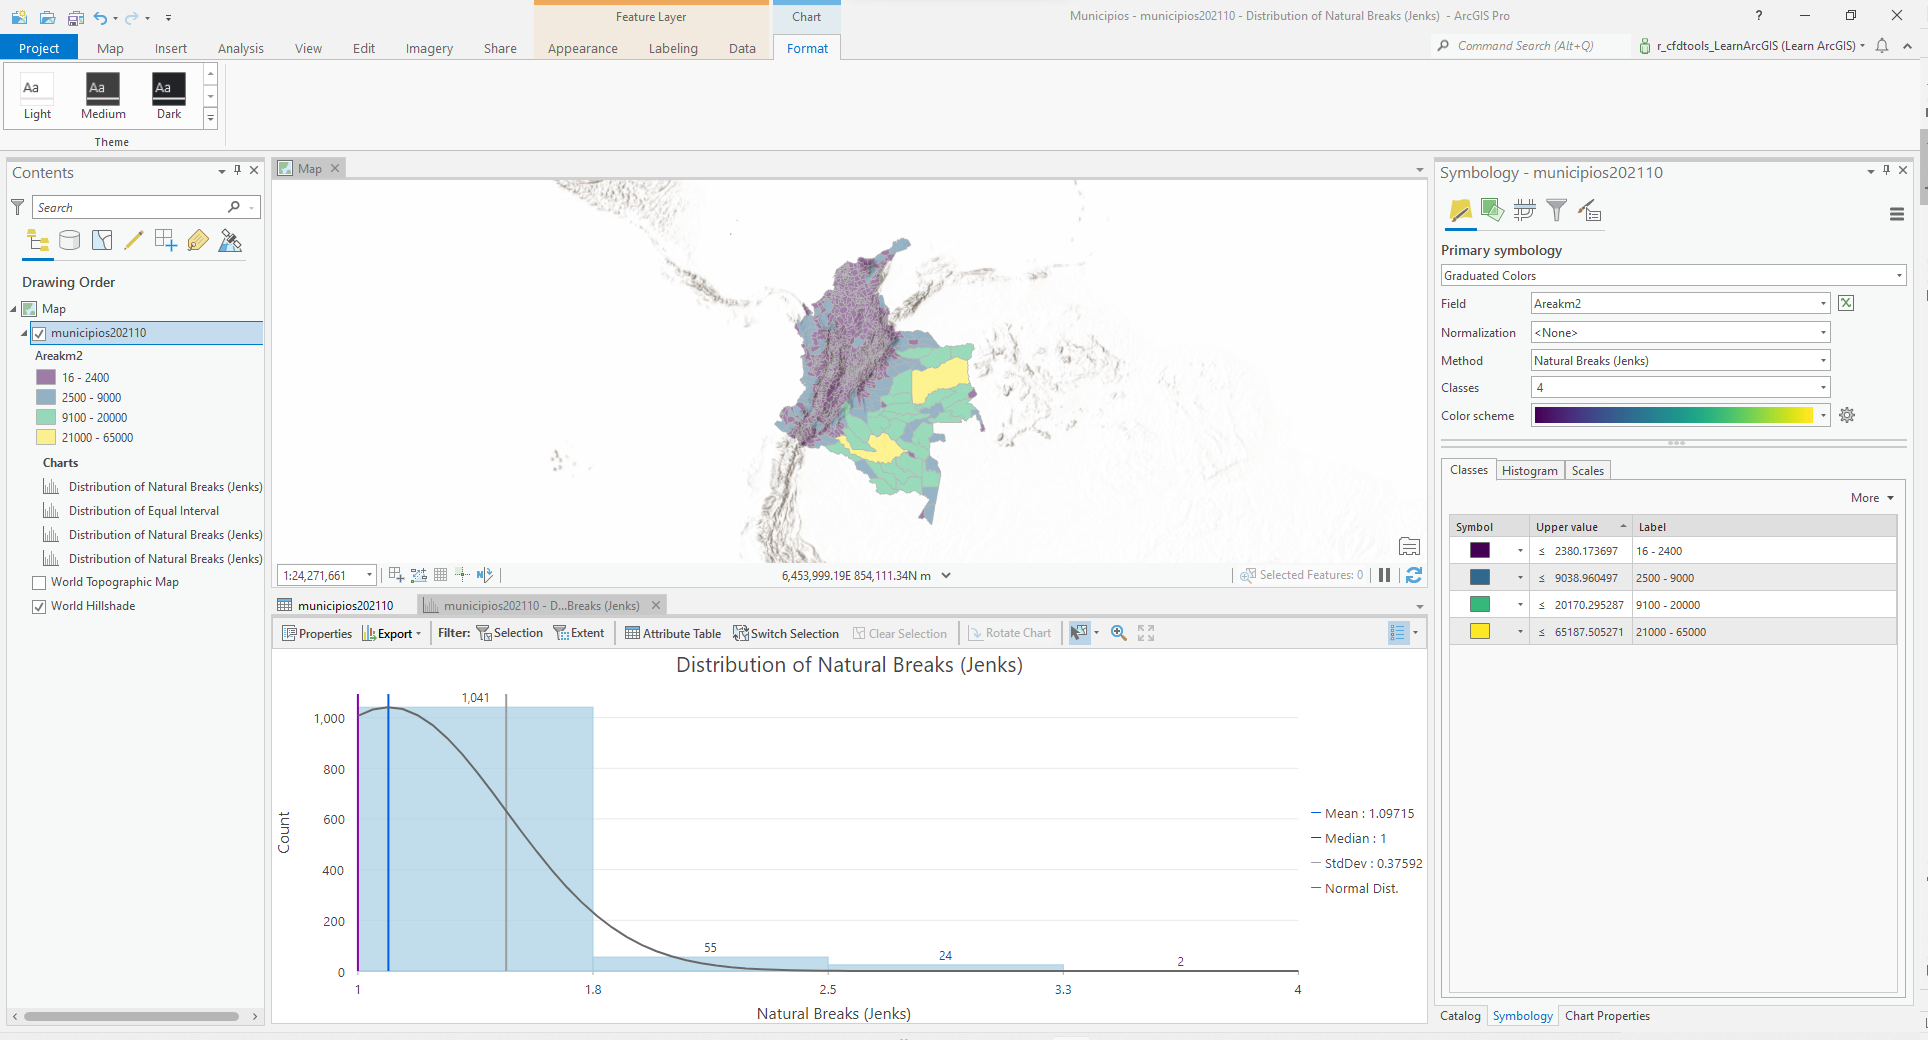 Feature Layer
Chart
Municipios - municipios202110 - Distribution of Natural Breaks (Jenks) - ArcGIS Pro
?
Project Map Insert Analysis View Edit Imagery Share Appearance Labeling Data Format
Command Search (Alt+Q)
r_cfdtools_LearnArcGIS (Learn ArcGIS)
Aa Aa Aa
Light Medium Dark
Theme
Contents
Search
Drawing Order
Map
municipios202110
Areakm2
16 - 2400
2500 - 9000
9100 - 20000
21000 - 65000
Charts
Distribution of Natural Breaks (Jenks)
Distribution of Equal Interval
Distribution of Natural Breaks (Jenks)
Distribution of Natural Breaks (Jenks)
World Topographic Map
World Hillshade
Map
1:24,271,661
6,453,999.19E 854,111.34N m
Selected Features: 0
municipios202110
municipios202110 - D...Breaks (Jenks)
Properties Export Filter: Selection Extent Attribute Table Switch Selection Clear Selection Rotate Chart
Distribution of Natural Breaks (Jenks)
1,041
1,000
800
600
400
200
0
Count
55
24
2
1 1.8 2.5 3.3 4
Natural Breaks (Jenks)
Mean : 1.09715
Median : 1
StdDev : 0.37592
Normal Dist.
Symbology - municipios202110
Primary symbology
Graduated Colors
Field Areakm2
Normalization <None>
Method Natural Breaks (Jenks)
Classes 4
Color scheme
Classes Histogram Scales
More
Symbol Upper value Label
≤ 2380.173697 16 - 2400
≤ 9038.960497 2500 - 9000
≤ 20170.295287 9100 - 20000
≤ 65187.505271 21000 - 65000
Catalog Symbology Chart Properties